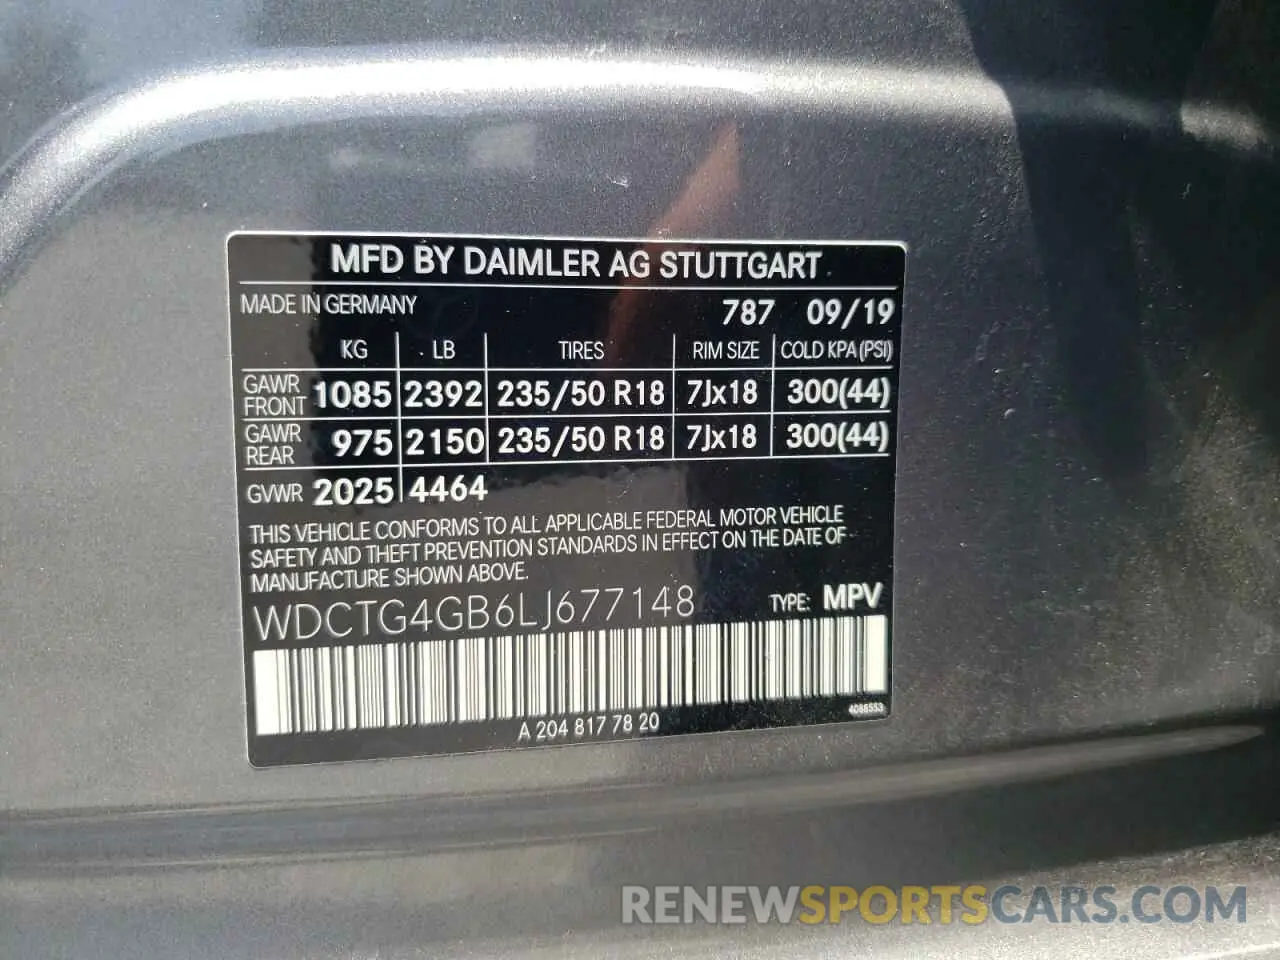 MFD BY DAIMLER AG STUTTGART
MADE IN GERMANY 787 09/19
KG LB TIRES RIM SIZE COLD KPA (PSI)
GAWR FRONT 1085 2392 235/50 R18 7Jx18 300(44)
GAWR REAR 975 2150 235/50 R18 7Jx18 300(44)
GVWR 2025 4464
THIS VEHICLE CONFORMS TO ALL APPLICABLE FEDERAL MOTOR VEHICLE
SAFETY AND THEFT PREVENTION STANDARDS IN EFFECT ON THE DATE OF
MANUFACTURE SHOWN ABOVE.
WDCTG4GB6LJ677148 TYPE: MPV
A 204 817 78 20 4088553
RENEWSPORTSCARS.COM